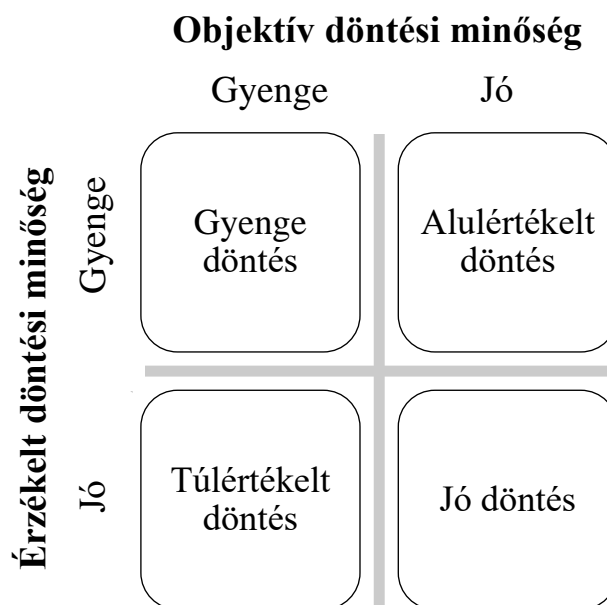 Objektív döntési minőség
Gyenge
Jó
Érzékelt döntési minőség
Gyenge
Gyenge
döntés
Alulértékelt
döntés
Jó
Túlértékelt
döntés
Jó döntés